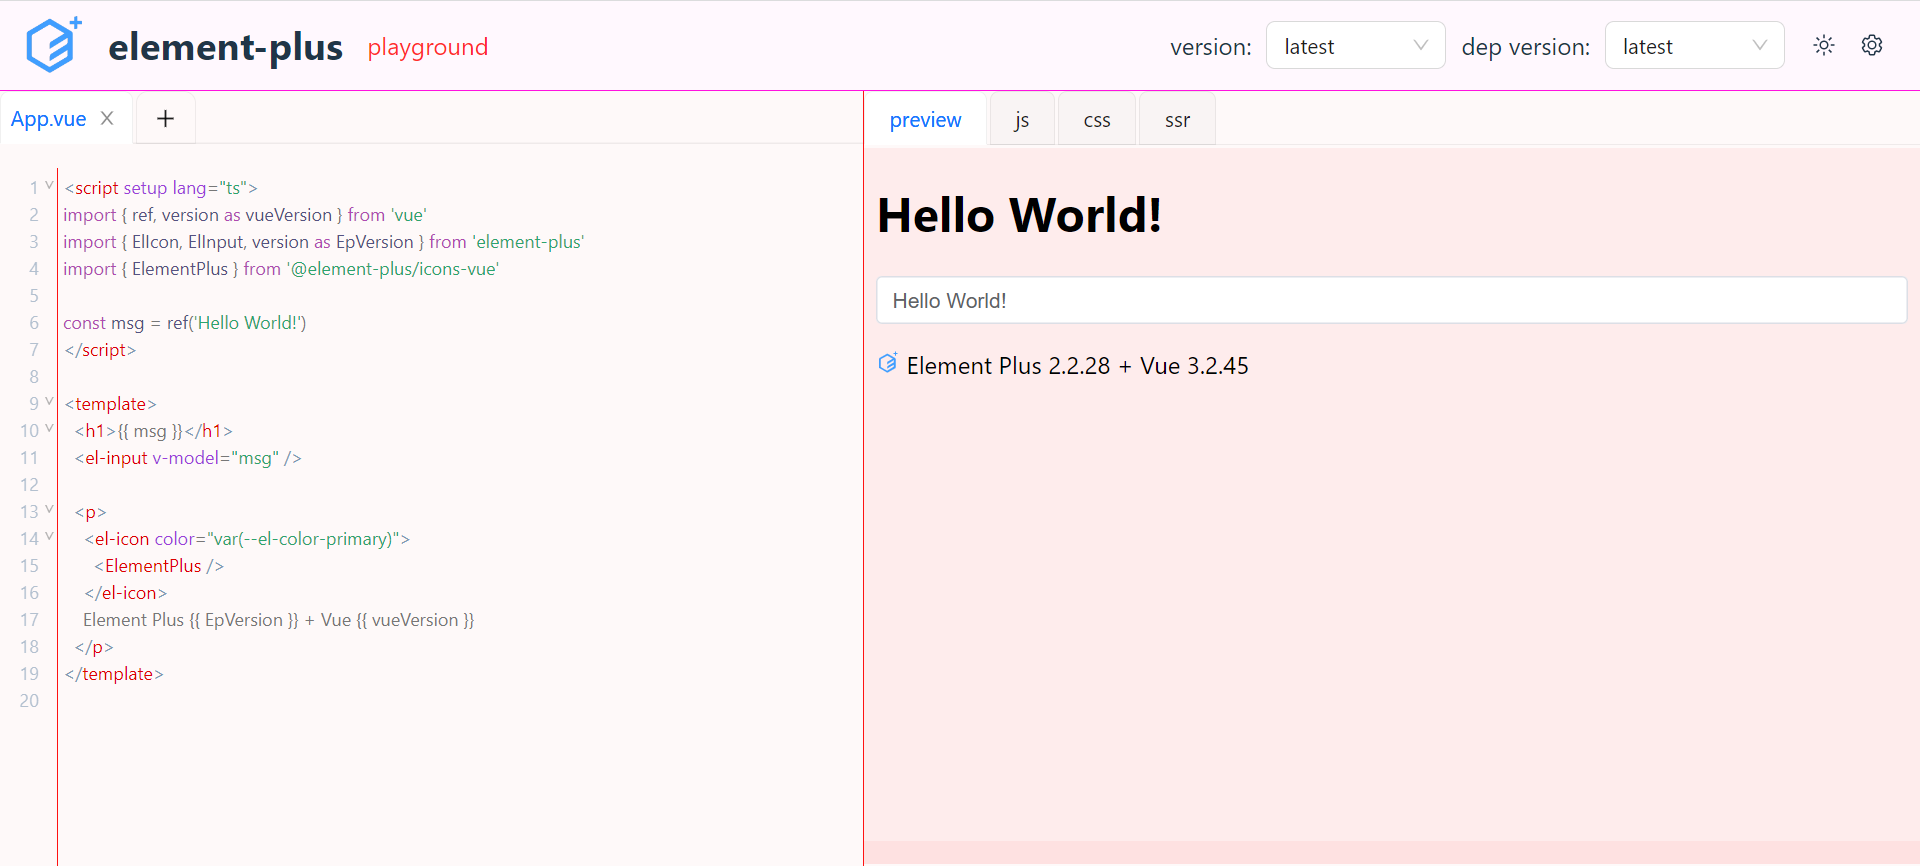 element-plus playground version: latest dep version: latest
App.vue
preview js css ssr
1 <script setup lang="ts">
2 import { ref, version as vueVersion } from 'vue'
3 import { ElIcon, ElInput, version as EpVersion } from 'element-plus'
4 import { ElementPlus } from '@element-plus/icons-vue'
5
6 const msg = ref('Hello World!')
7 </script>
8
9 <template>
10 <h1>{{ msg }}</h1>
11 <el-input v-model="msg" />
12
13 <p>
14 <el-icon color="var(--el-color-primary)">
15 <ElementPlus />
16 </el-icon>
17 Element Plus {{ EpVersion }} + Vue {{ vueVersion }}
18 </p>
19 </template>
20
Hello World!
Hello World!
Element Plus 2.2.28 + Vue 3.2.45